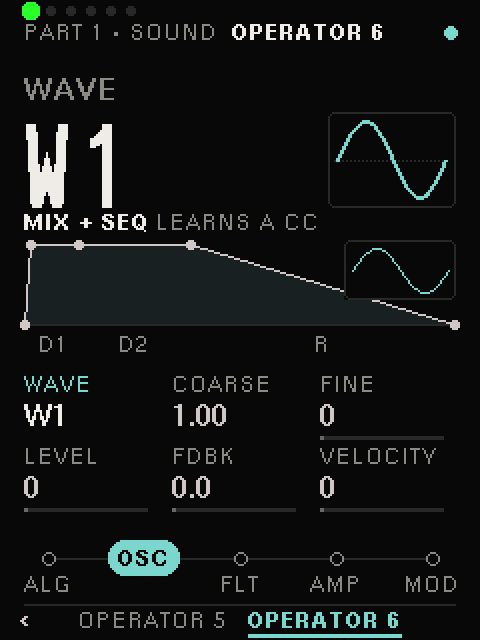 PART 1 · SOUND OPERATOR 6
WAVE
W1
MIX + SEQ LEARNS A CC
D1 D2 R
WAVE COARSE FINE
W1 1.00 0
LEVEL FDBK VELOCITY
0 0.0 0
OSC
ALG FLT AMP MOD
‹ OPERATOR 5 OPERATOR 6